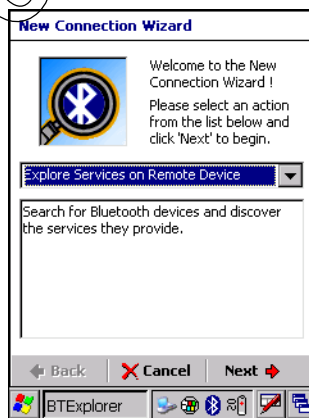 New Connection Wizard
Welcome to the New
Connection Wizard !
Please select an action
from the list below and
click 'Next' to begin.
Explore Services on Remote Device
Search for Bluetooth devices and discover
the services they provide.
Back
Cancel
Next
BTExplorer